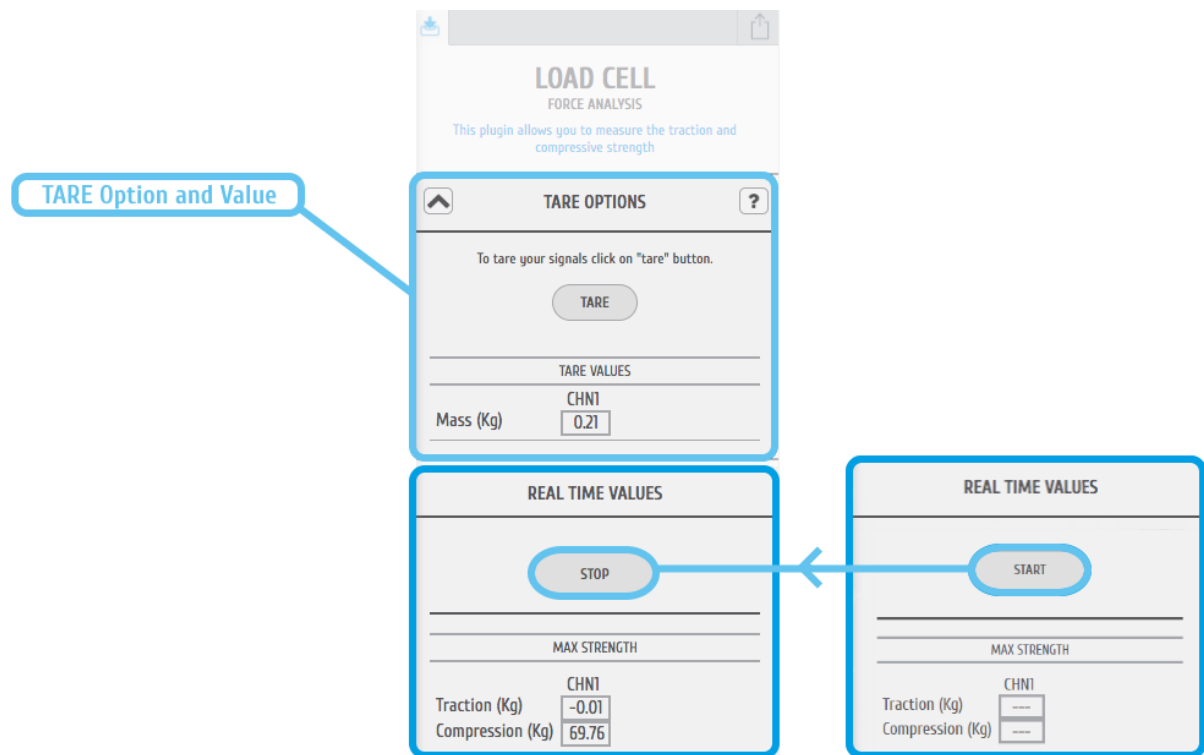 LOAD CELL
FORCE ANALYSIS
This plugin allows you to measure the traction and
compressive strength
TARE Option and Value
TARE OPTIONS
?
To tare your signals click on "tare" button.
TARE
TARE VALUES
CHN1
Mass (Kg)
0.21
REAL TIME VALUES
STOP
MAX STRENGTH
CHN1
Traction (Kg) -0.01
Compression (Kg) 69.76
REAL TIME VALUES
START
MAX STRENGTH
CHN1
Traction (Kg) ---
Compression (Kg) ---